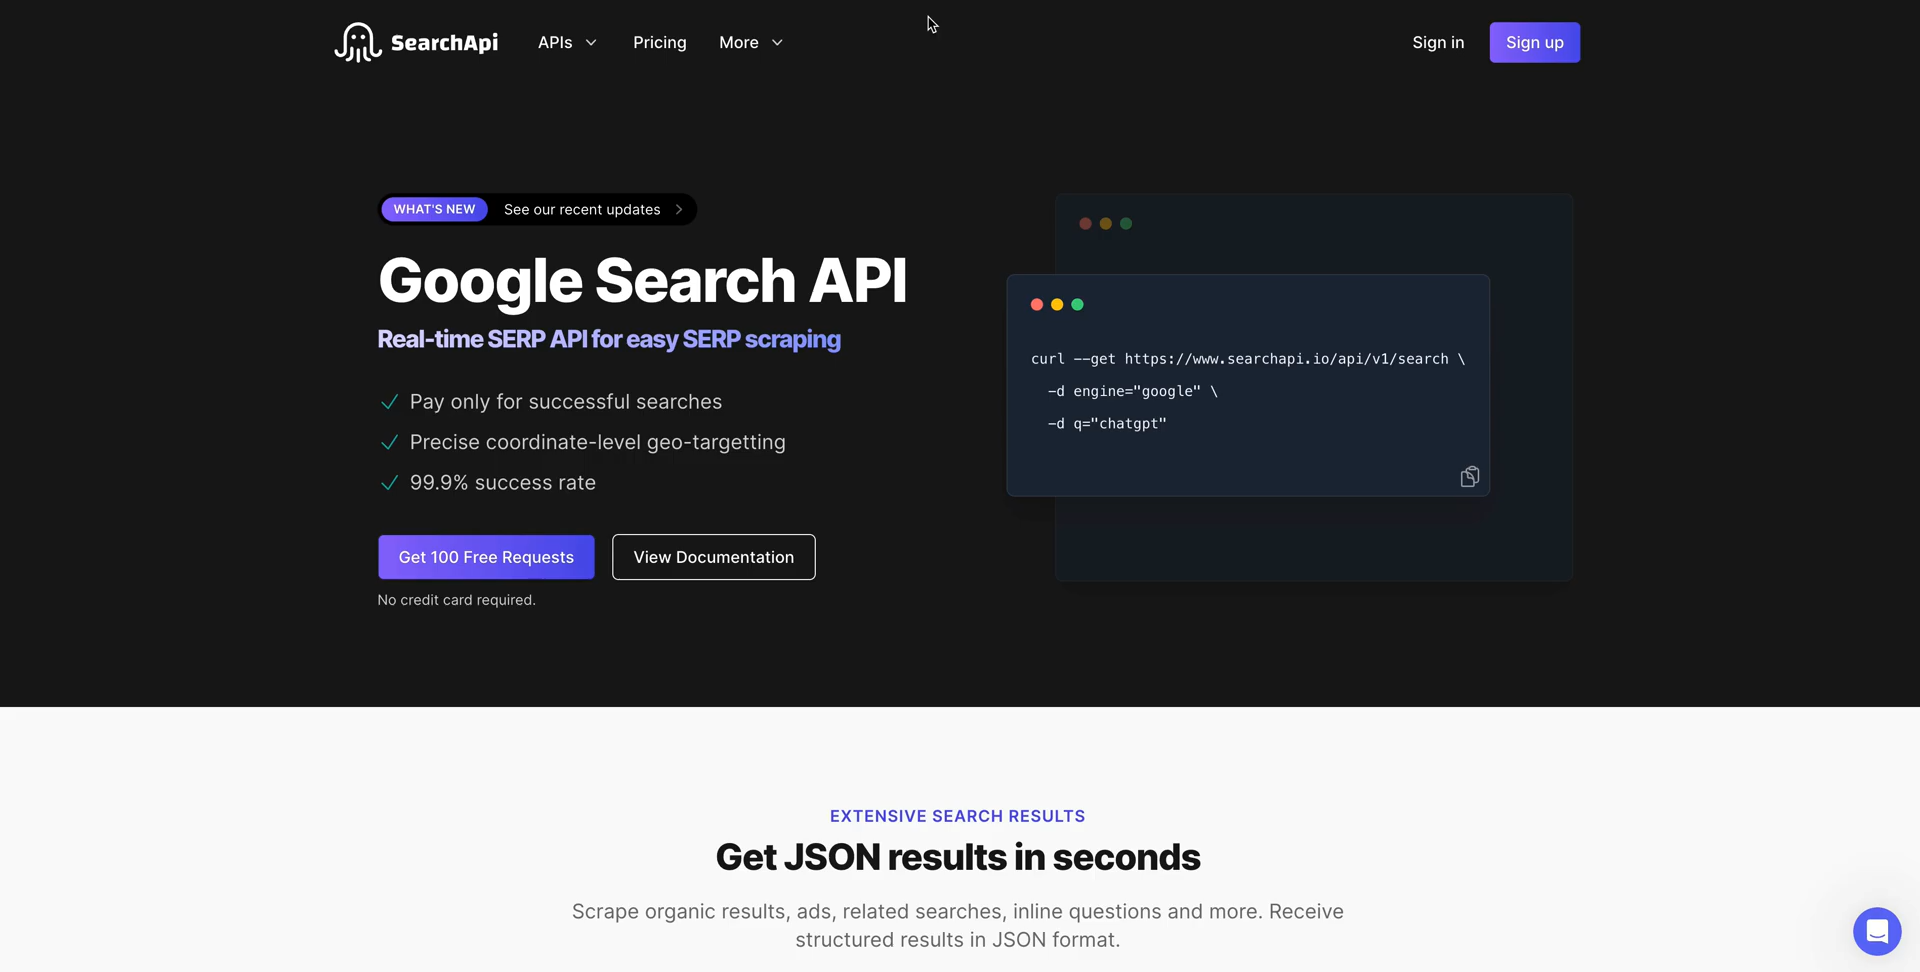 SearchApi
APIs
Pricing
More
Sign in
Sign up
WHAT'S NEW
See our recent updates
Google Search API
Real-time SERP API for easy SERP scraping
Pay only for successful searches
Precise coordinate-level geo-targetting
99.9% success rate
Get 100 Free Requests
View Documentation
No credit card required.
curl --get https://www.searchapi.io/api/v1/search \
-d engine="google" \
-d q="chatgpt"
EXTENSIVE SEARCH RESULTS
Get JSON results in seconds
Scrape organic results, ads, related searches, inline questions and more. Receive
structured results in JSON format.